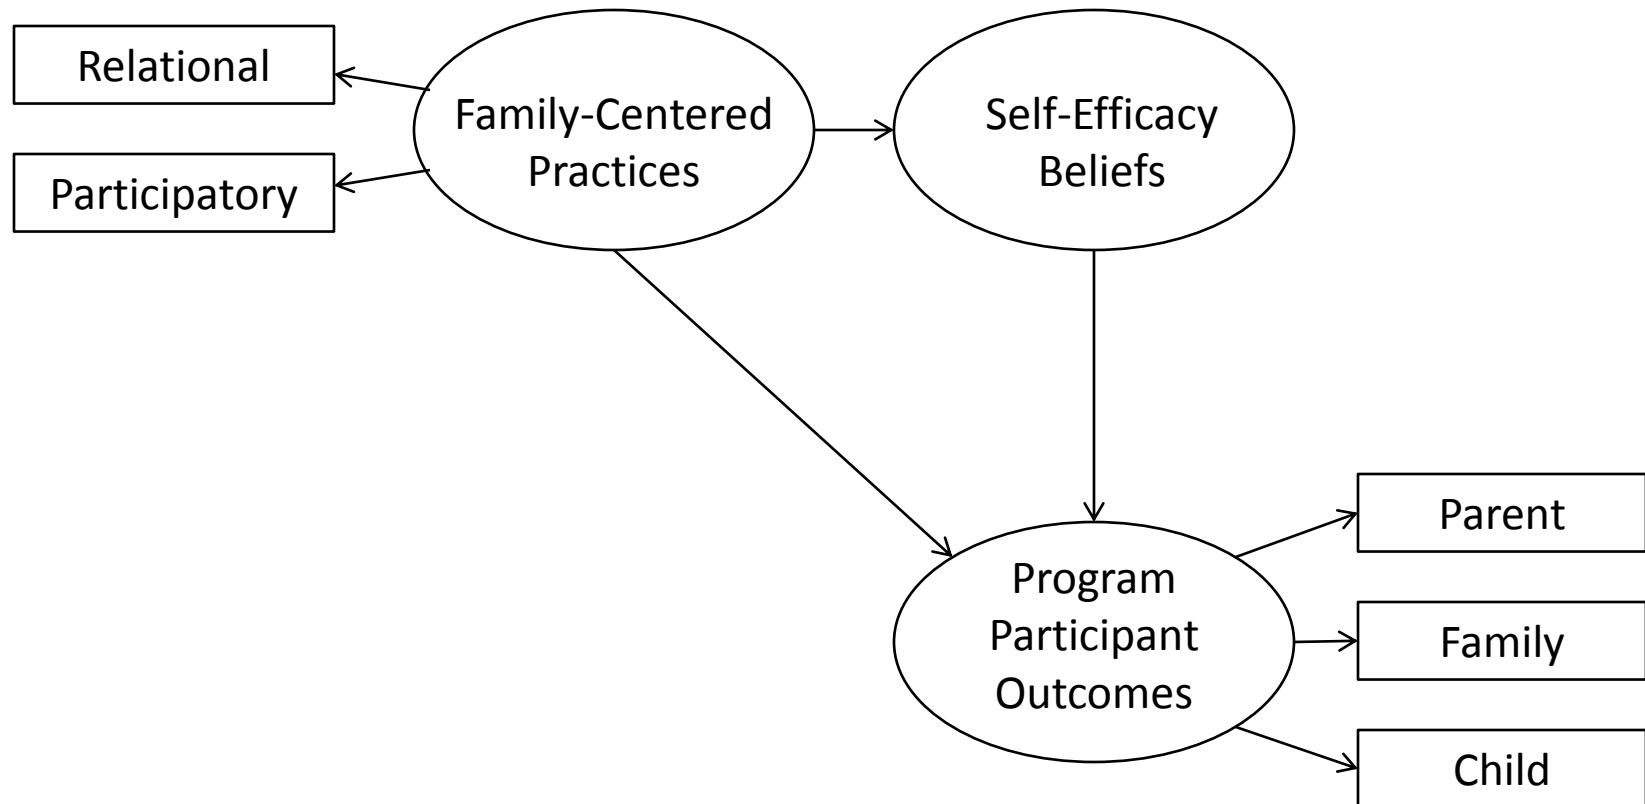 Relational
Participatory
Family-Centered
Practices
Self-Efficacy
Beliefs
Program
Participant
Outcomes
Parent
Family
Child